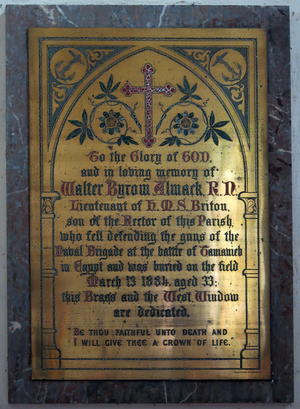 To the Glory of GOD,
and in loving memory of
Walter Byrom Almack, R.N.
Lieutenant of H.M.S. Briton,
son of the Rector of this Parish,
who fell defending the guns of the
Naval Brigade at the battle of Tamanieb
in Egypt and was buried on the field
March 13 1884, aged 33;
this Brass and the West Window
are dedicated.
"BE THOU FAITHFUL UNTO DEATH AND
I WILL GIVE THEE A CROWN OF LIFE."